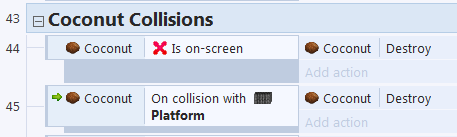 43 Coconut Collisions
44 Coconut Is on-screen Coconut Destroy
Add action
45 Coconut On collision with Coconut Destroy
Platform Add action